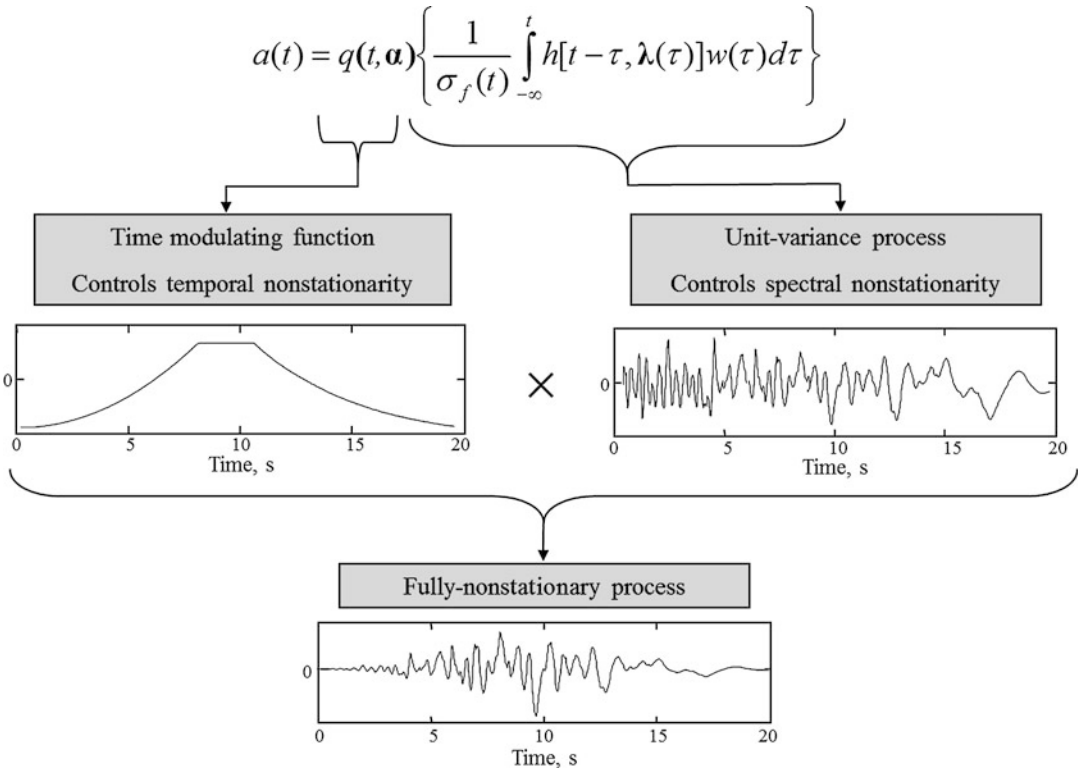 a(t) = q(t, α) { 1/σ_f(t) ∫_{-∞}^{t} h[t − τ, λ(τ)]w(τ)dτ }
Time modulating function
Controls temporal nonstationarity
Unit-variance process
Controls spectral nonstationarity
0
0 5 10 15 20
Time, s
×
0
0 5 10 15 20
Time, s
Fully-nonstationary process
0
0 5 10 15 20
Time, s